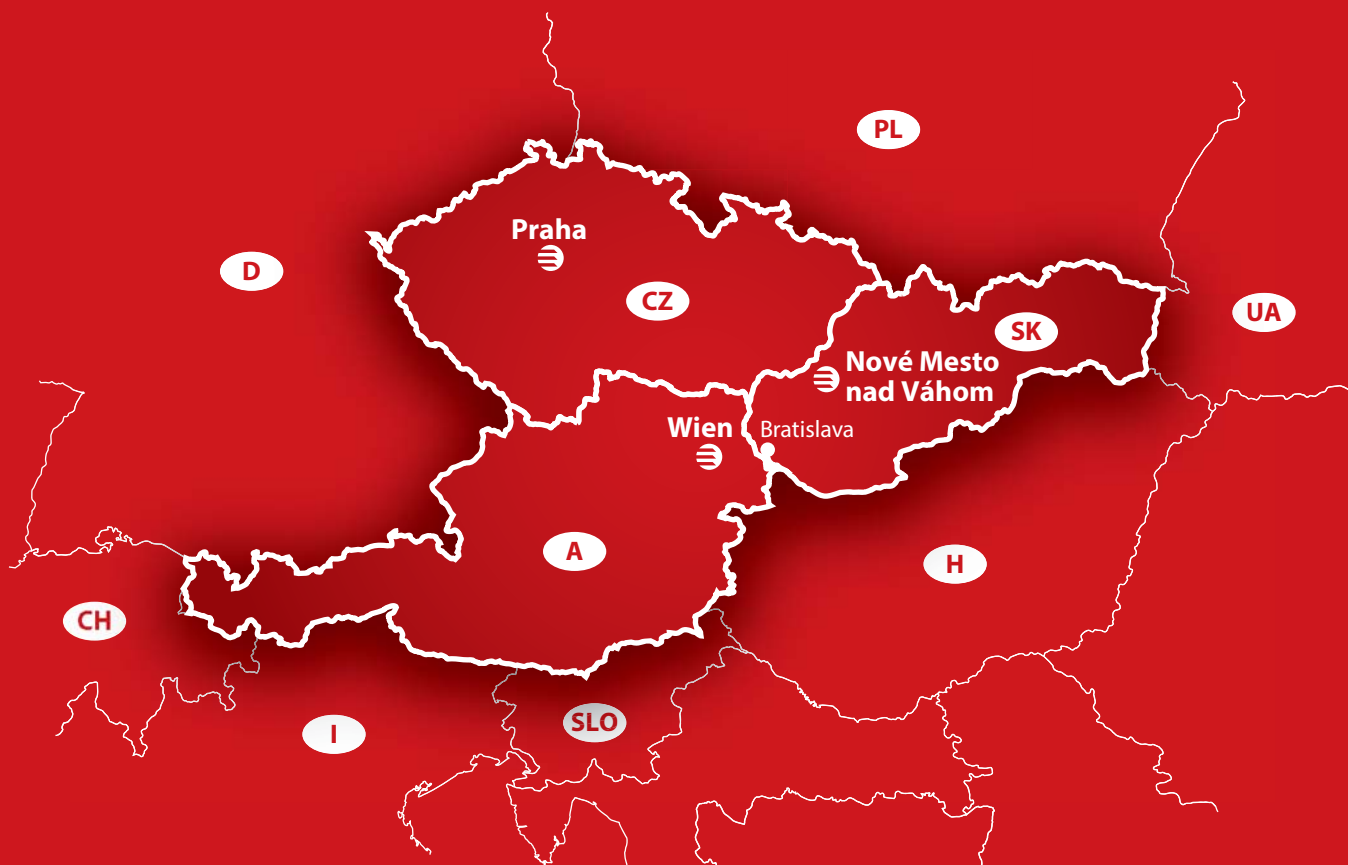 PL
Praha
D
CZ
UA
SK
Nové Mesto
nad Váhom
Wien
Bratislava
A
H
CH
SLO
I